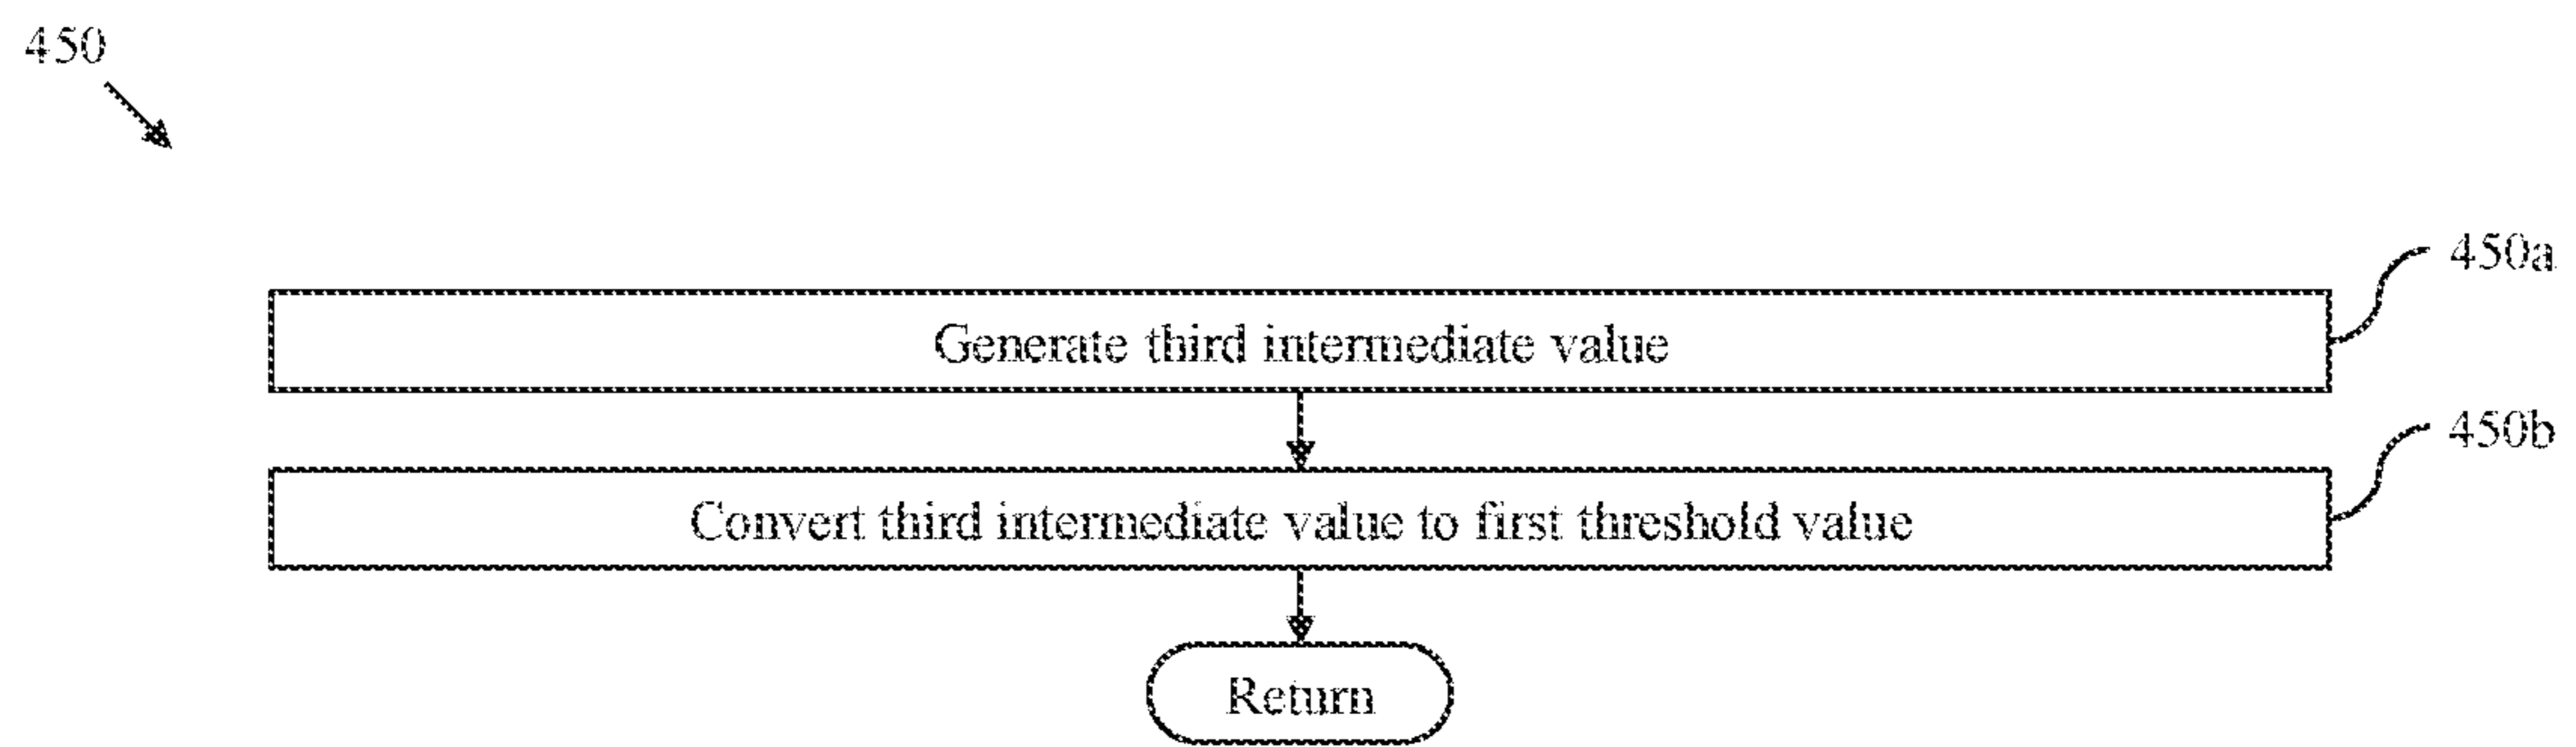 450
450a
Generate third intermediate value
450b
Convert third intermediate value to first threshold value
Return